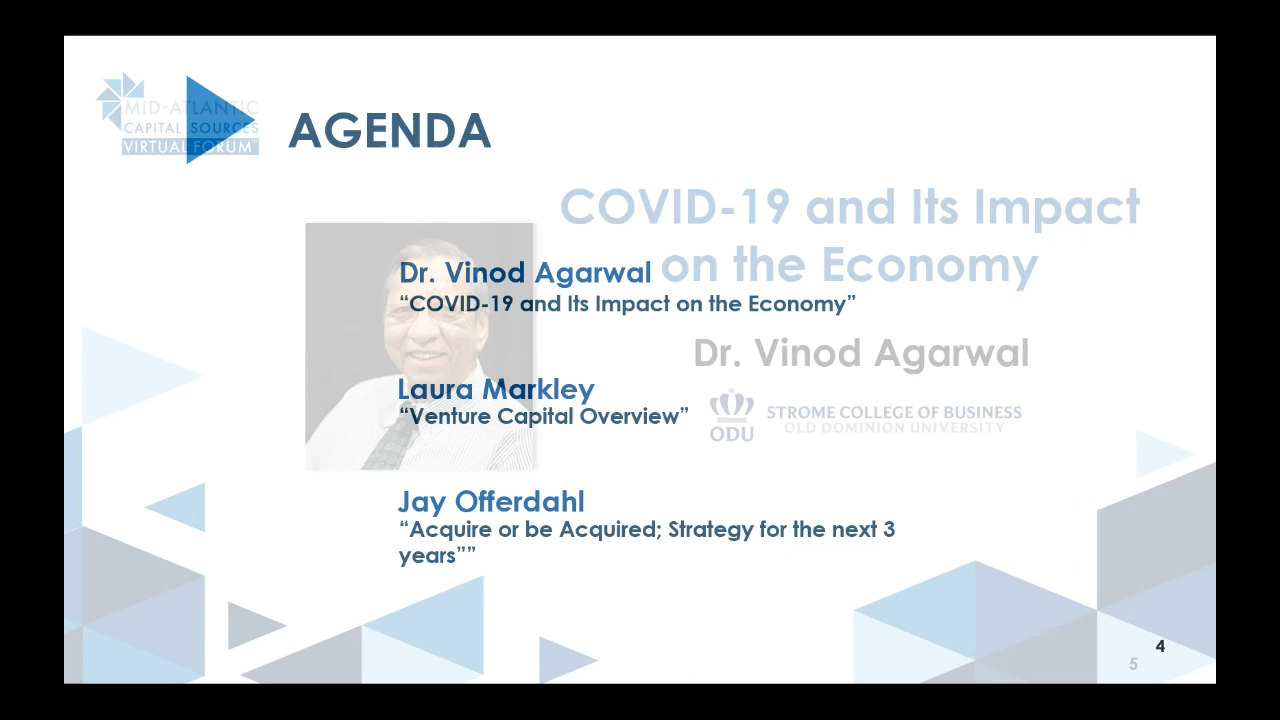 MID-ATLANTIC
CAPITAL SOURCES
VIRTUAL FORUM
AGENDA
COVID-19 and Its Impact
on the Economy
Dr. Vinod Agarwal
“COVID-19 and Its Impact on the Economy”
Dr. Vinod Agarwal
Laura Markley
“Venture Capital Overview”
ODU
STROME COLLEGE OF BUSINESS
OLD DOMINION UNIVERSITY
Jay Offerdahl
“Acquire or be Acquired; Strategy for the next 3
years””
4
5